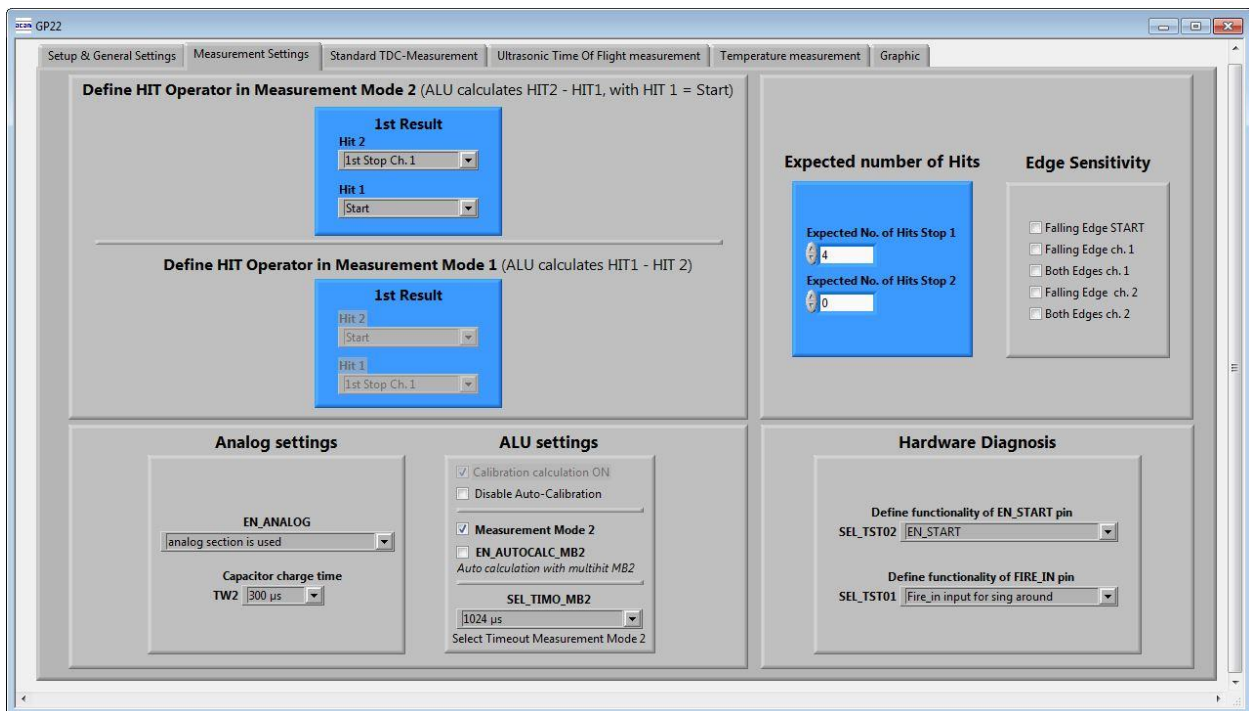 acam GP22
Setup & General Settings
Measurement Settings
Standard TDC-Measurement
Ultrasonic Time Of Flight measurement
Temperature measurement
Graphic
Define HIT Operator in Measurement Mode 2 (ALU calculates HIT2 - HIT1, with HIT 1 = Start)
1st Result
Hit 2
1st Stop Ch. 1
Hit 1
Start
Define HIT Operator in Measurement Mode 1 (ALU calculates HIT1 - HIT 2)
1st Result
Hit 2
Start
Hit 1
1st Stop Ch. 1
Expected number of Hits
Expected No. of Hits Stop 1
4
Expected No. of Hits Stop 2
0
Edge Sensitivity
Falling Edge START
Falling Edge ch. 1
Both Edges ch. 1
Falling Edge ch. 2
Both Edges ch. 2
Analog settings
EN_ANALOG
analog section is used
Capacitor charge time
TW2 300 µs
ALU settings
Calibration calculation ON
Disable Auto-Calibration
Measurement Mode 2
EN_AUTOCALC_MB2
Auto calculation with multihit MB2
SEL_TIMO_MB2
1024 µs
Select Timeout Measurement Mode 2
Hardware Diagnosis
Define functionality of EN_START pin
SEL_TST02 EN_START
Define functionality of FIRE_IN pin
SEL_TST01 Fire_in input for sing around